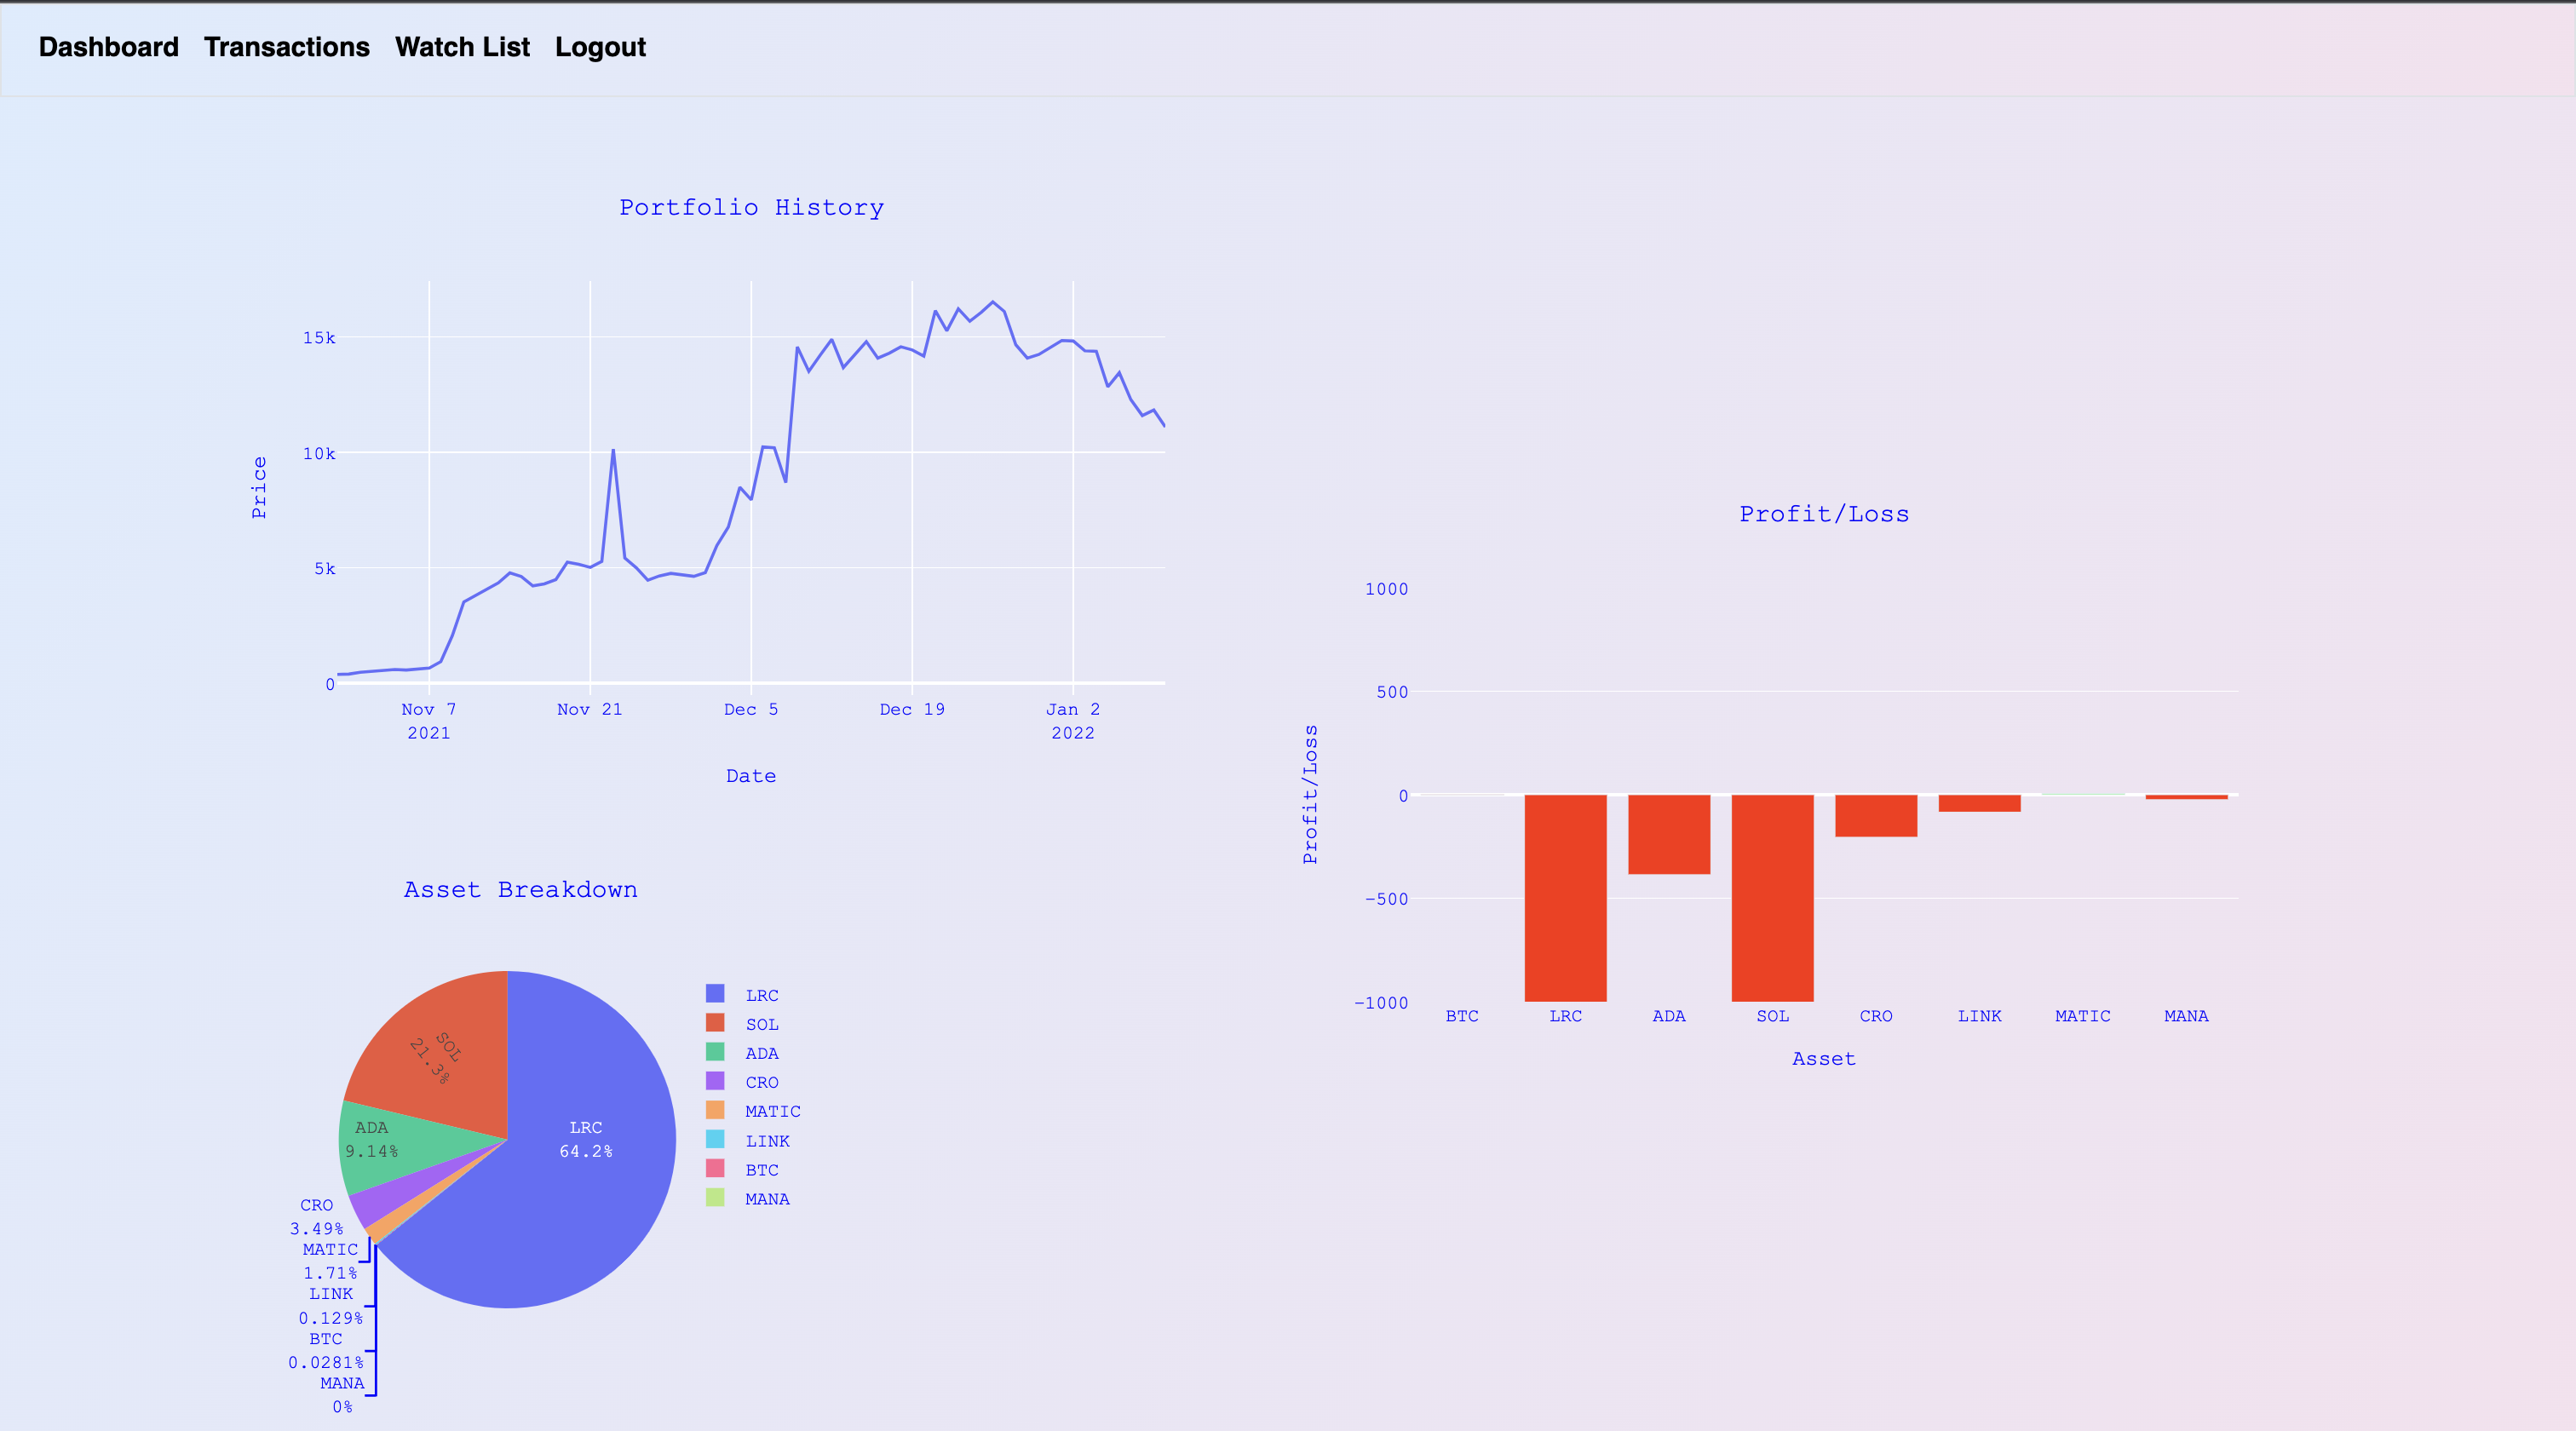 Dashboard Transactions Watch List Logout
Portfolio History
15k
10k
5k
0
Price
Nov 7
2021
Nov 21
Dec 5
Dec 19
Jan 2
2022
Date
Profit/Loss
1000
500
0
−500
−1000
Profit/Loss
BTC LRC ADA SOL CRO LINK MATIC MANA
Asset
Asset Breakdown
LRC
64.2%
SOL
21.3%
ADA
9.14%
CRO
3.49%
MATIC
1.71%
LINK
0.129%
BTC
0.0281%
MANA
0%
LRC
SOL
ADA
CRO
MATIC
LINK
BTC
MANA